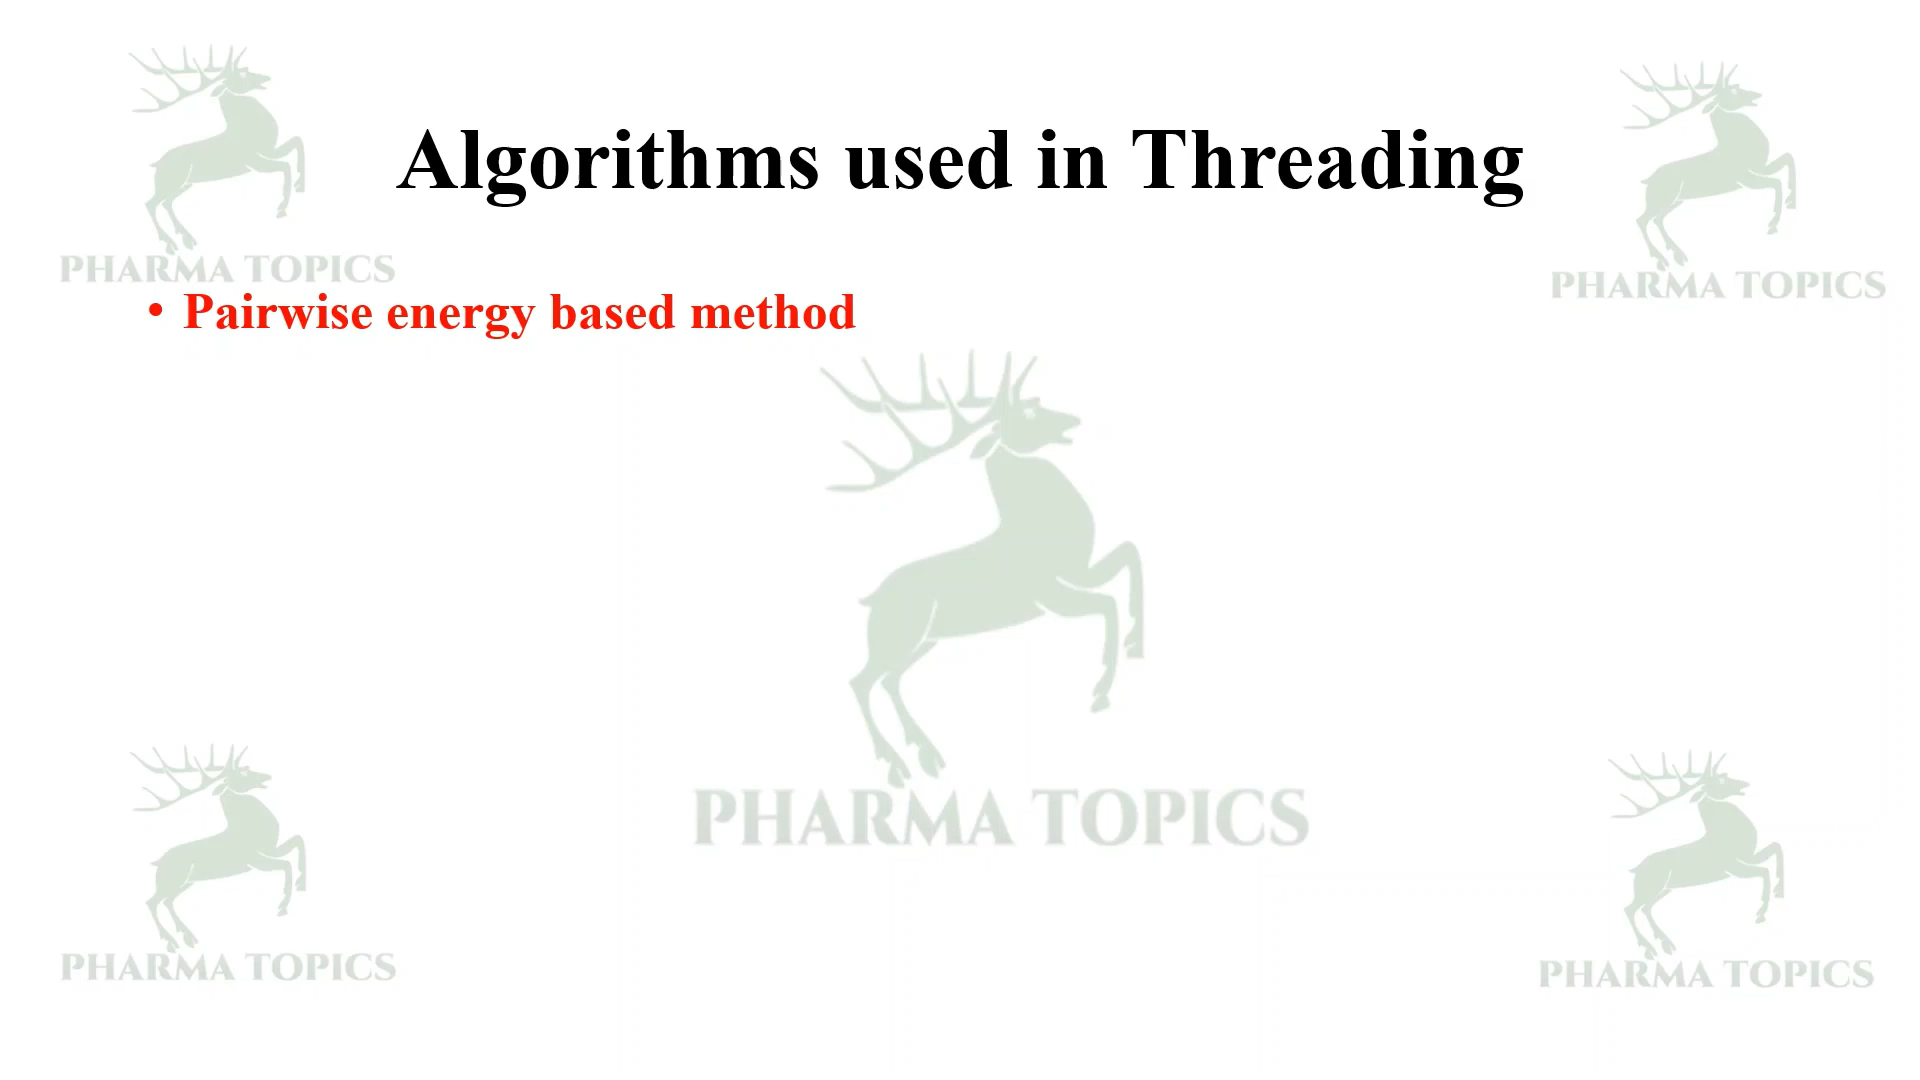 Algorithms used in Threading
PHARMA TOPICS
PHARMA TOPICS
• Pairwise energy based method
PHARMA TOPICS
PHARMA TOPICS
PHARMA TOPICS